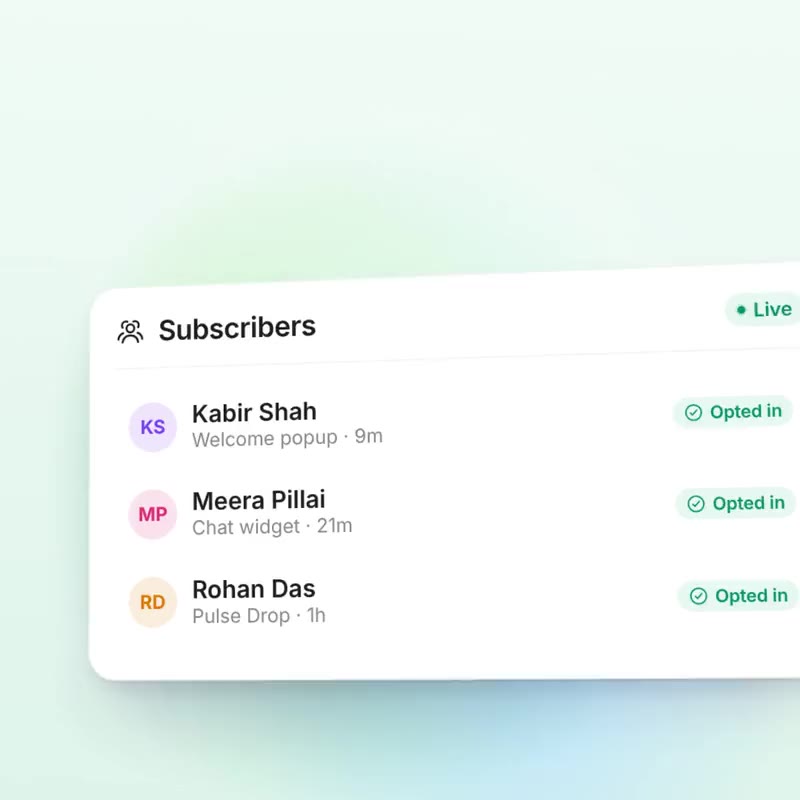 Subscribers
Live
KS
Kabir Shah
Welcome popup · 9m
Opted in
MP
Meera Pillai
Chat widget · 21m
Opted in
RD
Rohan Das
Pulse Drop · 1h
Opted in